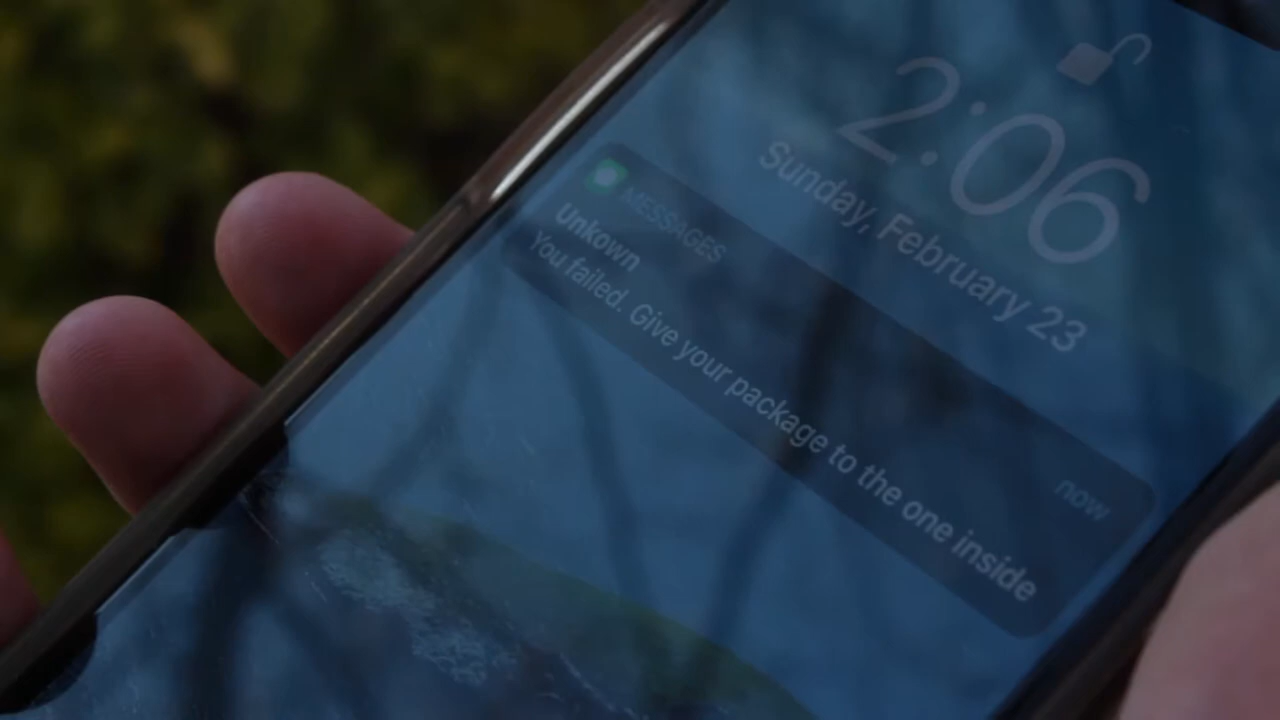 2:06
Sunday, February 23
MESSAGES
now
Unkown
You failed. Give your package to the one inside